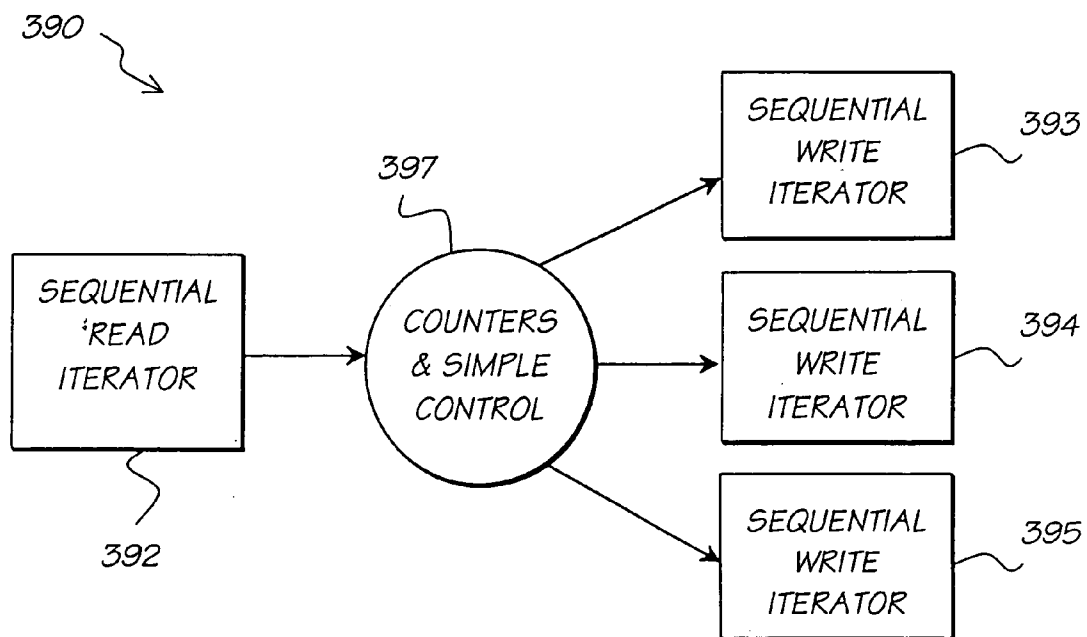 390
SEQUENTIAL
READ
ITERATOR
392
397
COUNTERS
& SIMPLE
CONTROL
SEQUENTIAL
WRITE
ITERATOR
393
SEQUENTIAL
WRITE
ITERATOR
394
SEQUENTIAL
WRITE
ITERATOR
395